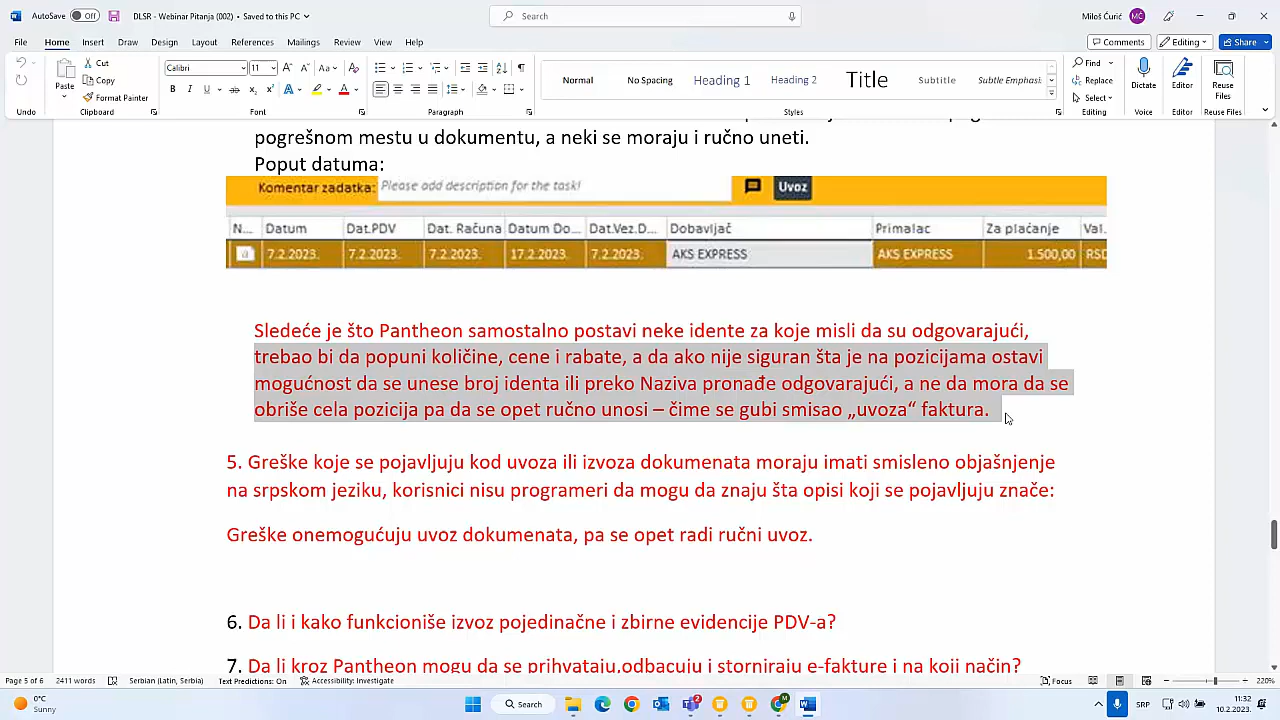 AutoSave Off DLSR - Webinar Pitanja (002) • Saved to this PC Search Miloš Ćurić MĆ
File Home Insert Draw Design Layout References Mailings Review View Help Comments Editing Share
Paste Cut Copy Format Painter Calibri 11 Normal No Spacing Heading 1 Heading 2 Title Subtitle Subtle Emphasi... Find Replace Select Dictate Editor Reuse Files
Undo Clipboard Font Paragraph Styles Editing Voice Editor Reuse Files
pogrešnom mestu u dokumentu, a neki se moraju i ručno uneti.
Poput datuma:
Komentar zadatka: Please add description for the task! Uvoz
N... Datum Dat.PDV Dat. Računa Datum Do... Dat.Vez.D... Dobavljač Primalac Za plaćanje Val.
a 7.2.2023. 7.2.2023. 7.2.2023. 17.2.2023. 7.2.2023. AKS EXPRESS AKS EXPRESS 1.500,00 RSD
Sledeće je što Pantheon samostalno postavi neke idente za koje misli da su odgovarajući,
trebao bi da popuni količine, cene i rabate, a da ako nije siguran šta je na pozicijama ostavi
mogućnost da se unese broj identa ili preko Naziva pronađe odgovarajući, a ne da mora da se
obriše cela pozicija pa da se opet ručno unosi – čime se gubi smisao „uvoza“ faktura.
5. Greške koje se pojavljuju kod uvoza ili izvoza dokumenata moraju imati smisleno objašnjenje
na srpskom jeziku, korisnici nisu programeri da mogu da znaju šta opisi koji se pojavljuju znače:
Greške onemogućuju uvoz dokumenata, pa se opet radi ručni uvoz.
6. Da li i kako funkcioniše izvoz pojedinačne i zbirne evidencije PDV-a?
7. Da li kroz Pantheon mogu da se prihvataju,odbacuju i storniraju e-fakture i na koji način?
Page 5 of 6 2411 words Serbian (Latin, Serbia) Text Predictions: On Accessibility: Investigate Focus 220%
0°C Sunny Search 2 SRP 11:32 10.2.2023.